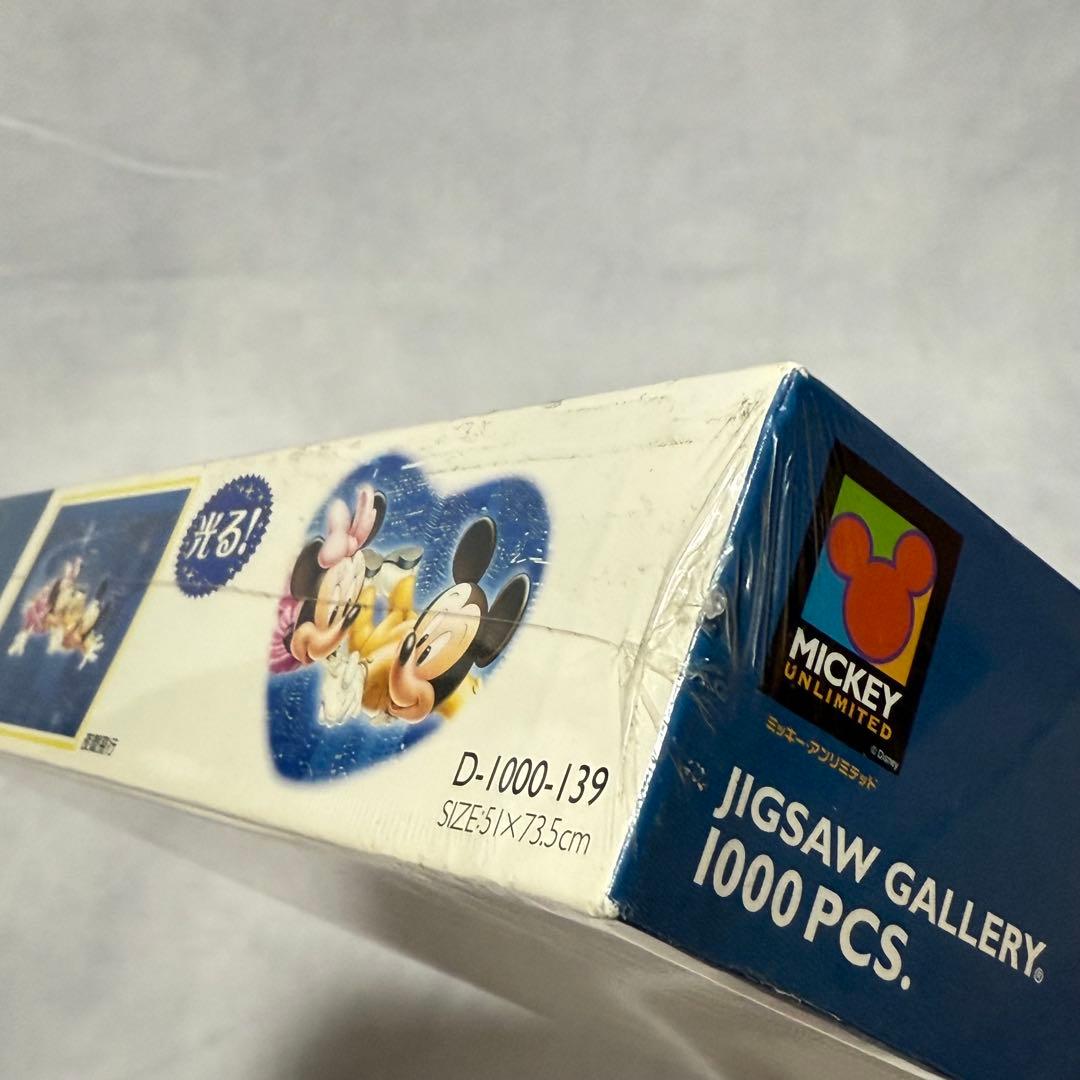 光る!
D-1000-139
SIZE:51×73.5cm
MICKEY
UNLIMITED
ミッキー・アンリミテッド
© Disney
JIGSAW GALLERY®
1000 PCS.